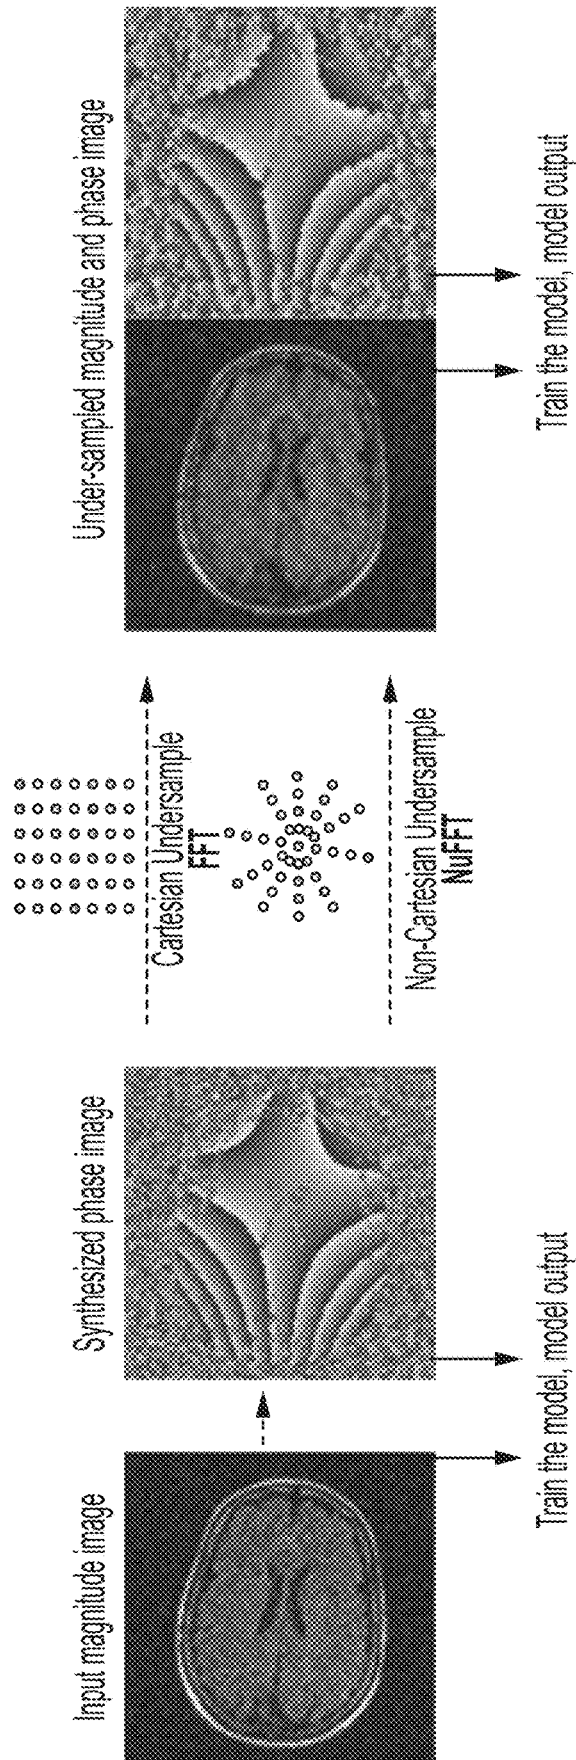 Input magnitude image
Synthesized phase image
Train the model, model output
Cartesian Undersample
FFT
Non-Cartesian Undersample
NuFFT
Under-sampled magnitude and phase image
Train the model, model output